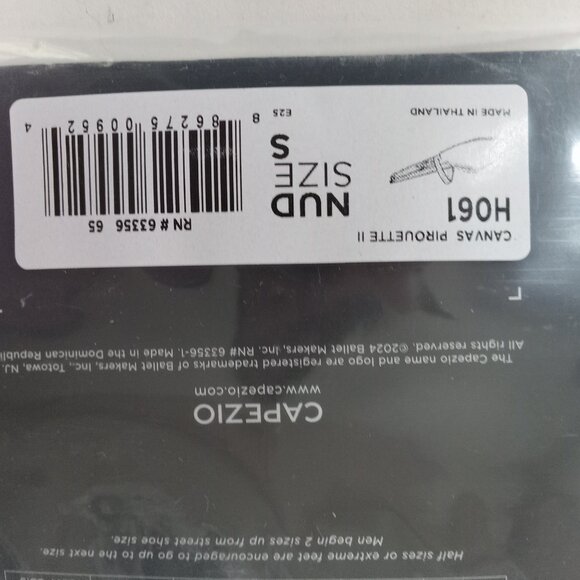 Half or extreme feet are encouraged to go up to the next size.
Men begin 2 sizes up from street shoe size.
CAPEZIO
www.capezio.com
The Capezio name and logo are registered trademarks of Ballet Makers, Inc., Totowa, NJ.
All rights reserved. ©2024 Ballet Makers, Inc. RN# 63356-1. Made in the Dominican Republic
CANVAS PIROUETTE II
H061
NUD
SIZE
S
RN # 63356 65
8 86275 00952 4
MADE IN THAILAND
E25